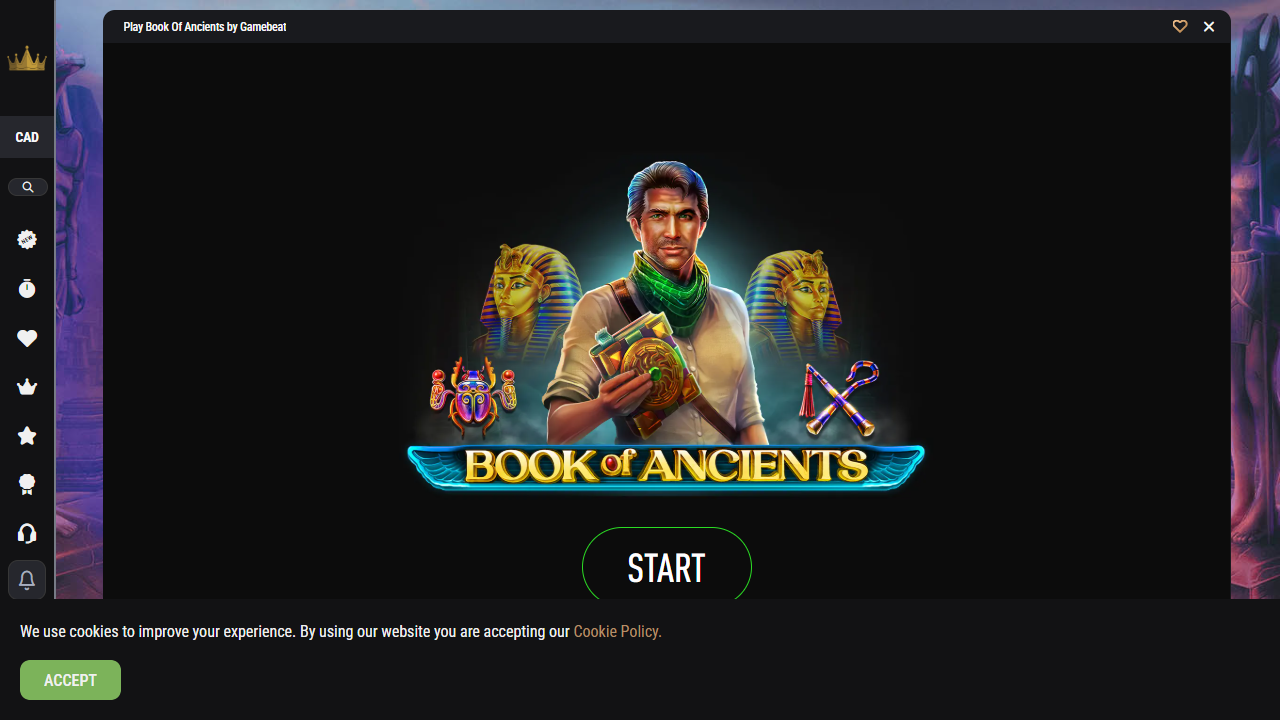 Play Book Of Ancients by Gamebeat
CAD
NEW
BOOK of ANCIENTS
START
We use cookies to improve your experience. By using our website you are accepting our Cookie Policy.
ACCEPT